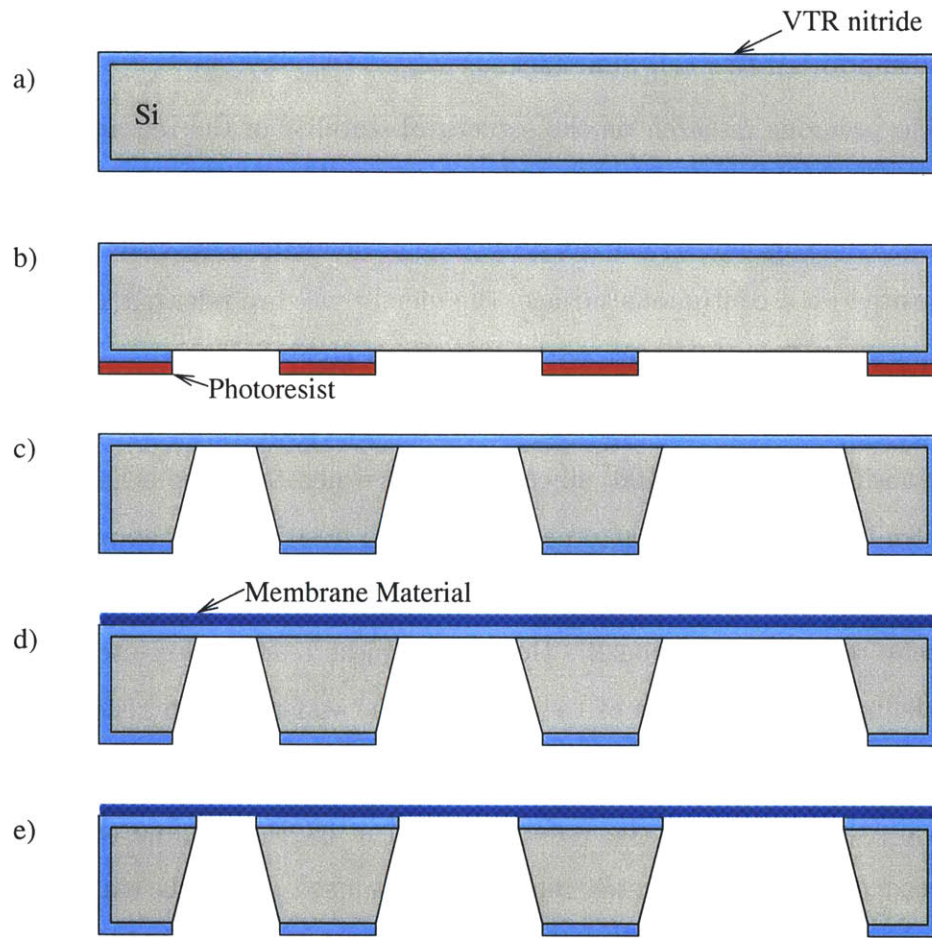 VTR nitride
a)
Si
b)
Photoresist
c)
Membrane Material
d)
e)